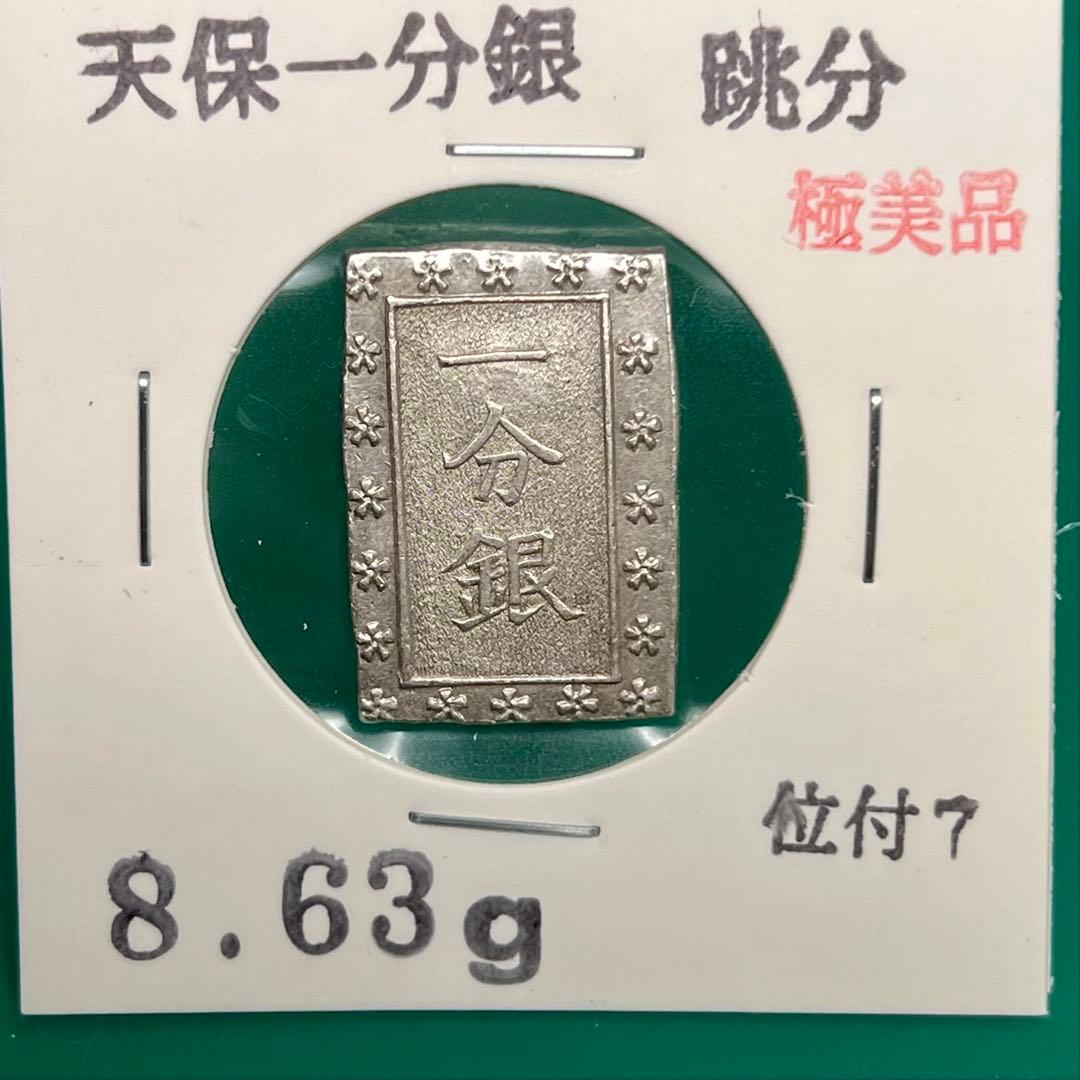 天保一分銀 跳分
極美品
一
分
銀
位付7
8.63g